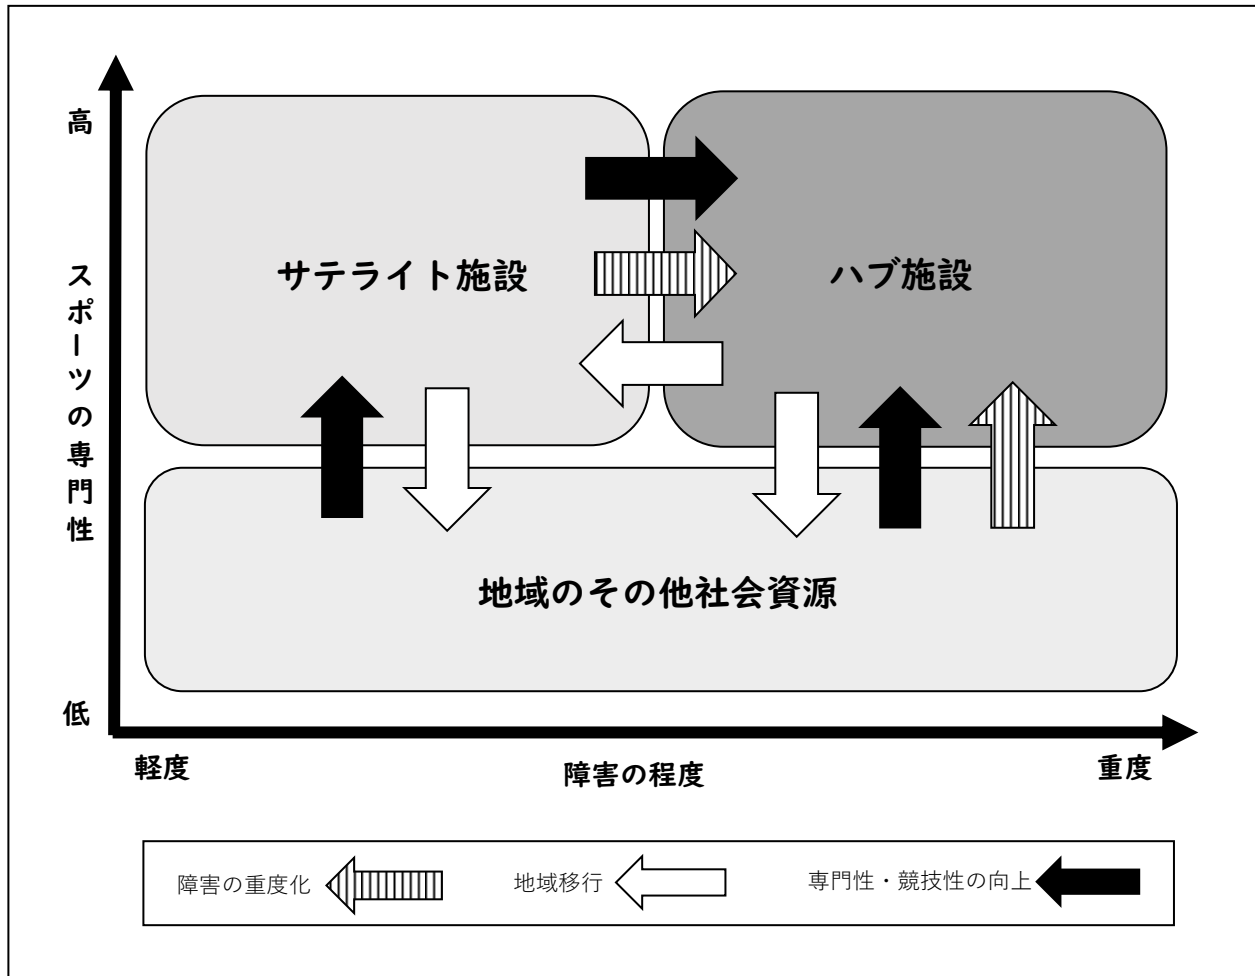 高
スポーツの専門性
サテライト施設
ハブ施設
地域のその他社会資源
低
軽度
障害の程度
重度
障害の重度化
地域移行
専門性・競技性の向上